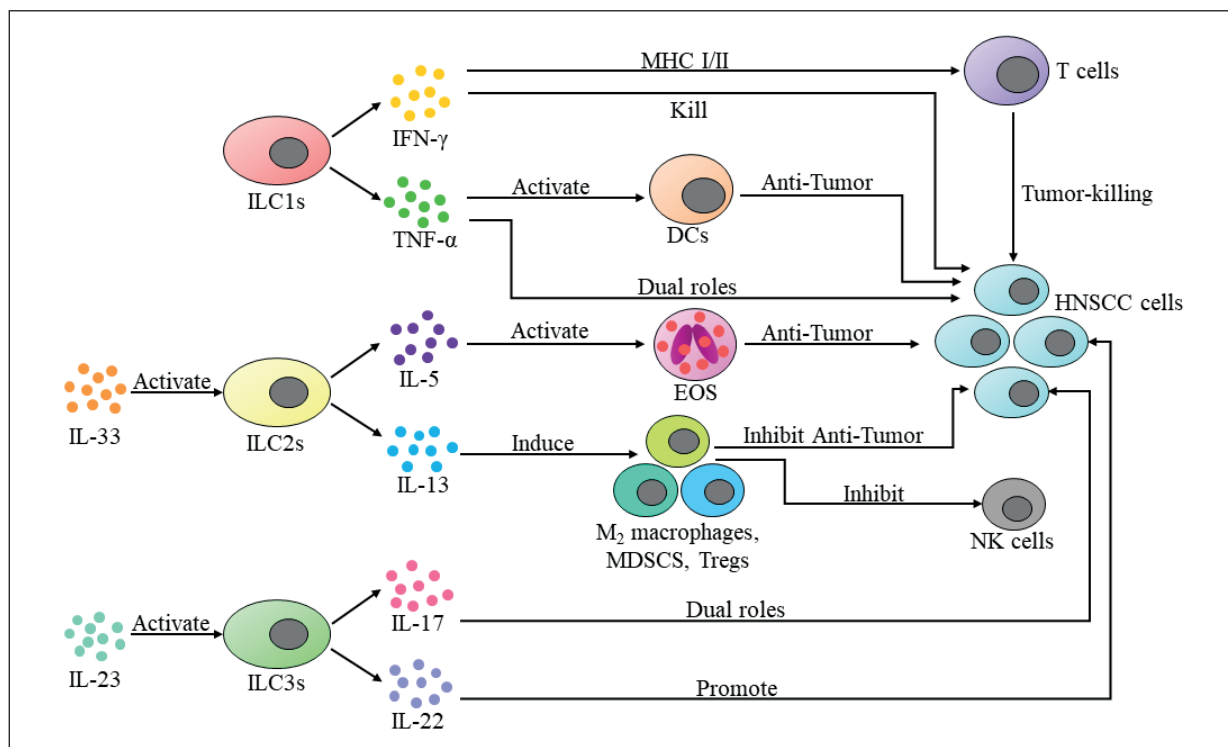 MHC I/II
T cells
Kill
IFN-γ
ILC1s
Activate
Anti-Tumor
Tumor-killing
TNF-α
DCs
Dual roles
HNSCC cells
Activate
Anti-Tumor
IL-5
EOS
Activate
IL-33
ILC2s
Induce
Inhibit Anti-Tumor
IL-13
Inhibit
M₂ macrophages,
MDSCS, Tregs
NK cells
IL-17
Dual roles
Activate
IL-23
ILC3s
Promote
IL-22